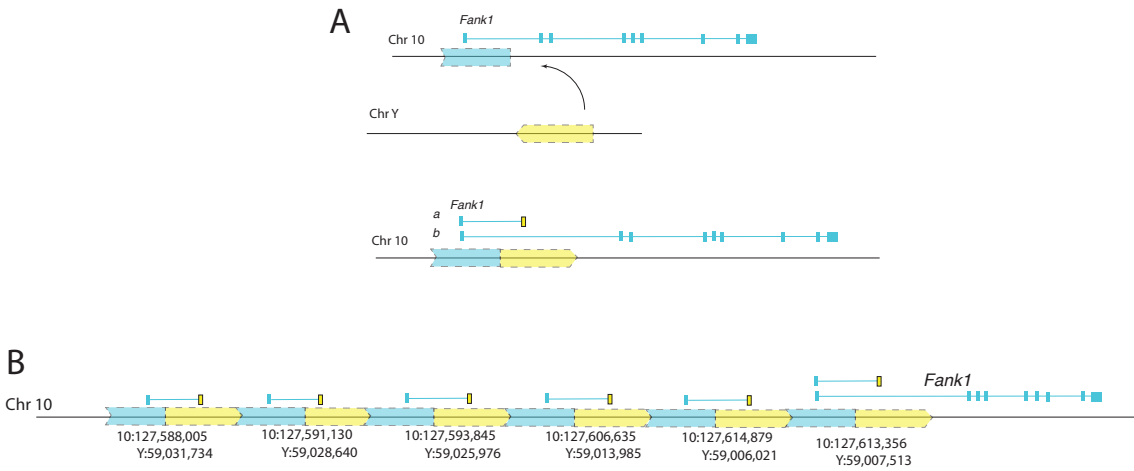 A
Fank1
Chr 10
Chr Y
Fank1
a
b
Chr 10
B
Fank1
Chr 10
10:127,588,005
Y:59,031,734
10:127,591,130
Y:59,028,640
10:127,593,845
Y:59,025,976
10:127,606,635
Y:59,013,985
10:127,614,879
Y:59,006,021
10:127,613,356
Y:59,007,513